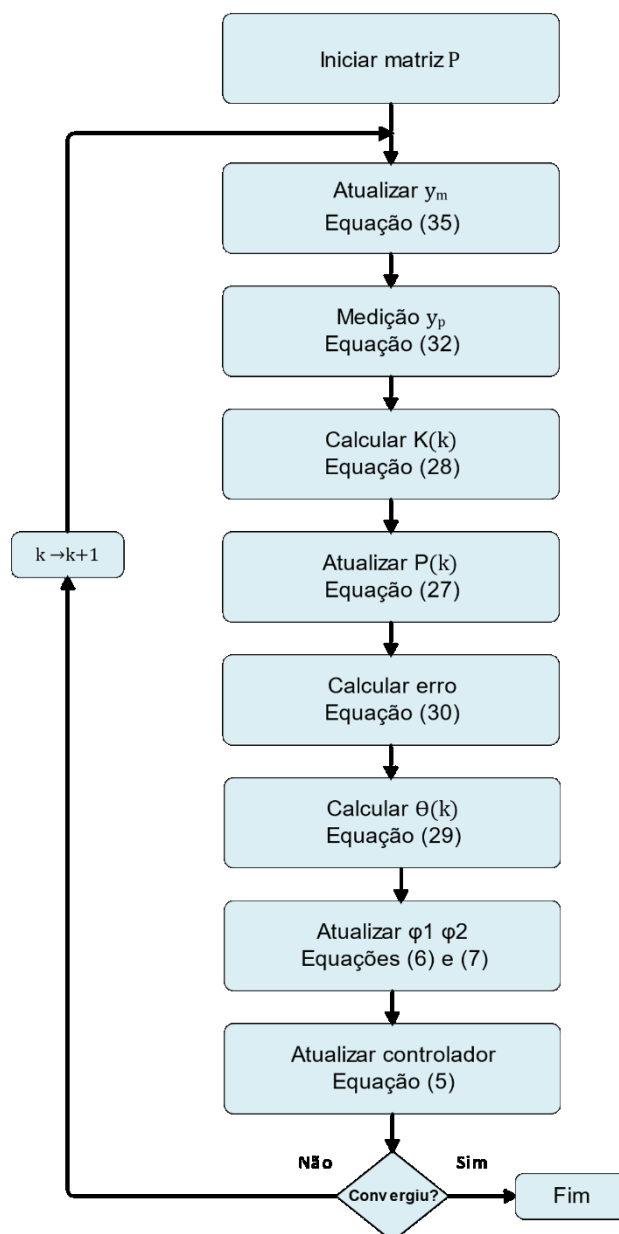 Iniciar matriz P
Atualizar yₘ
Equação (35)
Medição yₚ
Equação (32)
Calcular K(k)
Equação (28)
k →k+1
Atualizar P(k)
Equação (27)
Calcular erro
Equação (30)
Calcular Θ(k)
Equação (29)
Atualizar φ1 φ2
Equações (6) e (7)
Atualizar controlador
Equação (5)
Não
Sim
Convergiu?
Fim